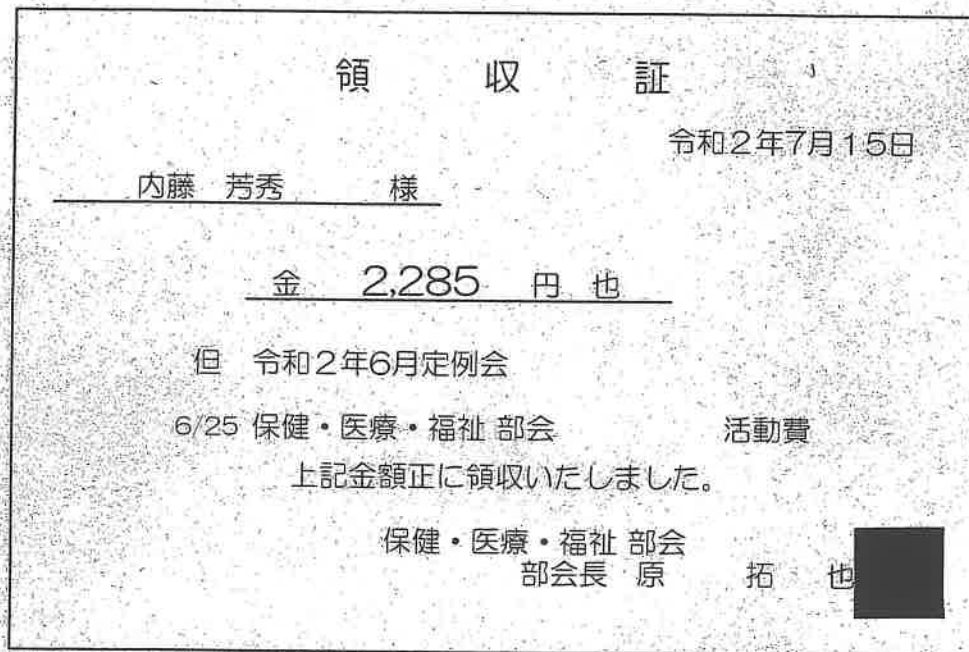 領収証
令和2年7月15日
内藤 芳秀 様
金 2,285 円 也
但 令和2年6月定例会
6/25 保健・医療・福祉 部会 活動費
上記金額正に領収いたしました。
保健・医療・福祉 部会
部会長 原 拓 也